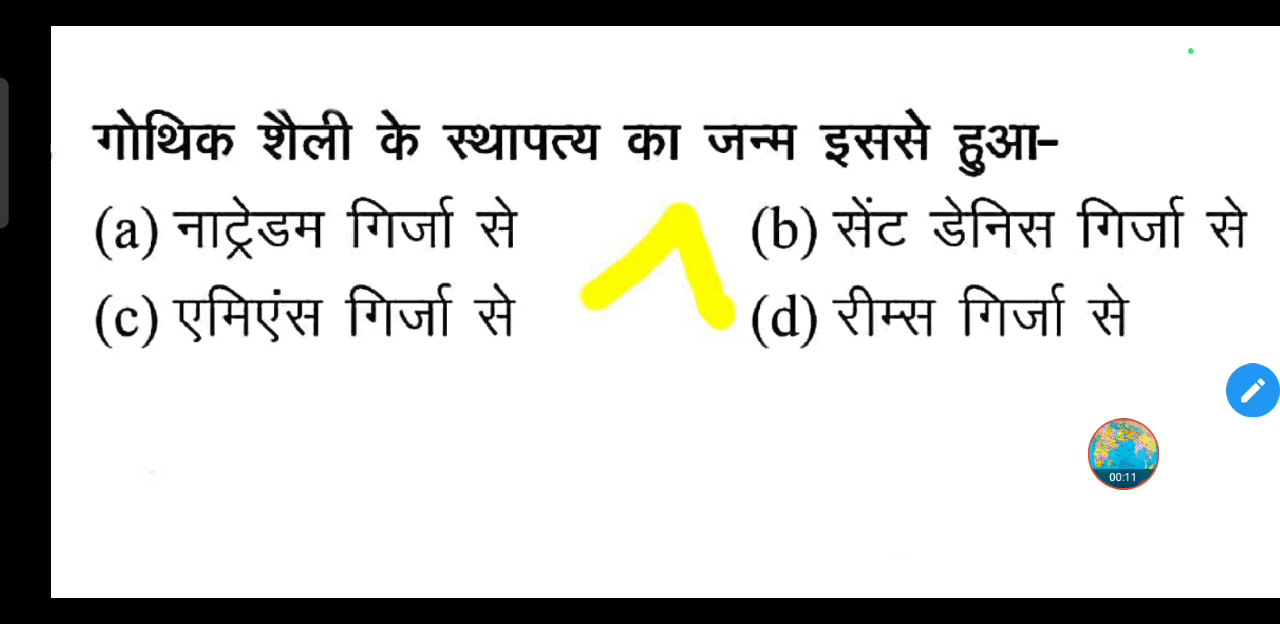 गोथिक शैली के स्थापत्य का जन्म इससे हुआ-
(a) नाट्रेडम गिर्जा से (b) सेंट डेनिस गिर्जा से
(c) एमिएंस गिर्जा से (d) रीम्स गिर्जा से
00:11